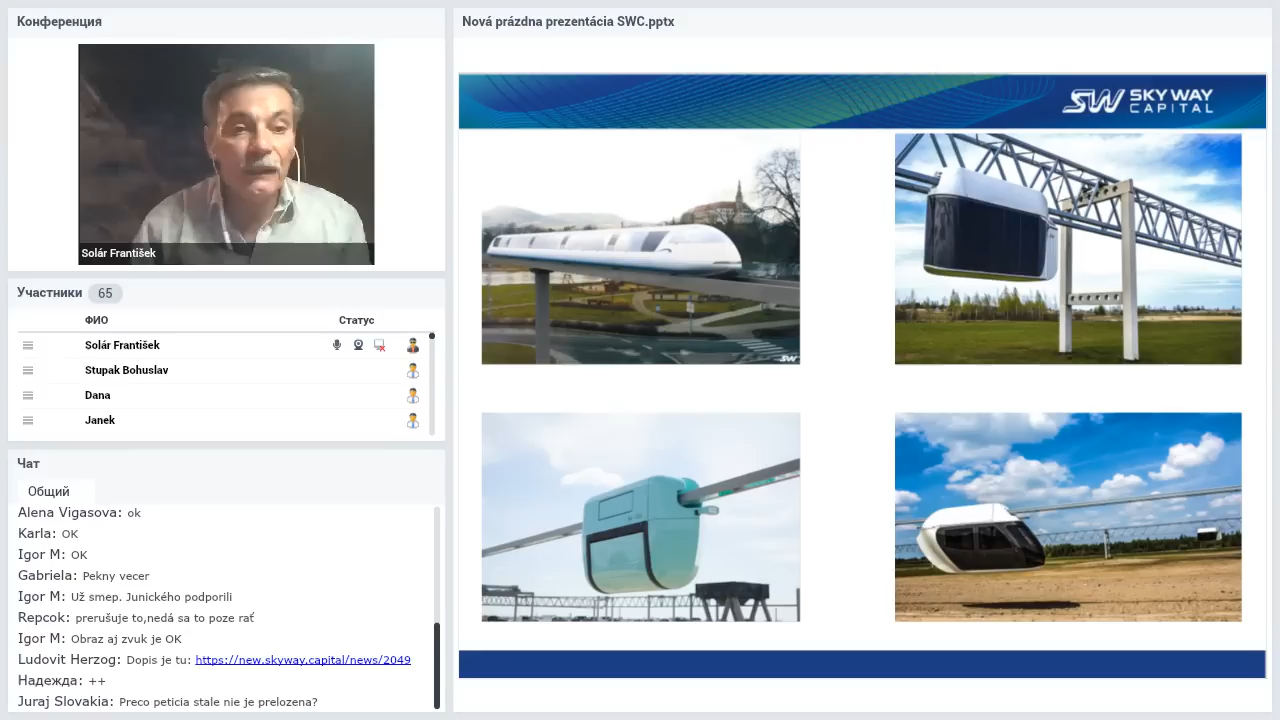 Конференция
Solár František
Участники 65
ФИО Статус
Solár František
Stupak Bohuslav
Dana
Janek
Чат
Общий
Alena Vigasova: ok
Karla: OK
Igor M: OK
Gabriela: Pekny vecer
Igor M: Už smep. Junického podporili
Repcok: prerušuje to,nedá sa to poze rať
Igor M: Obraz aj zvuk je OK
Ludovit Herzog: Dopis je tu: https://new.skyway.capital/news/2049
Надежда: ++
Juraj Slovakia: Preco peticia stale nie je prelozena?
Nová prázdna prezentácia SWC.pptx
SW SKY WAY
CAPITAL
SW